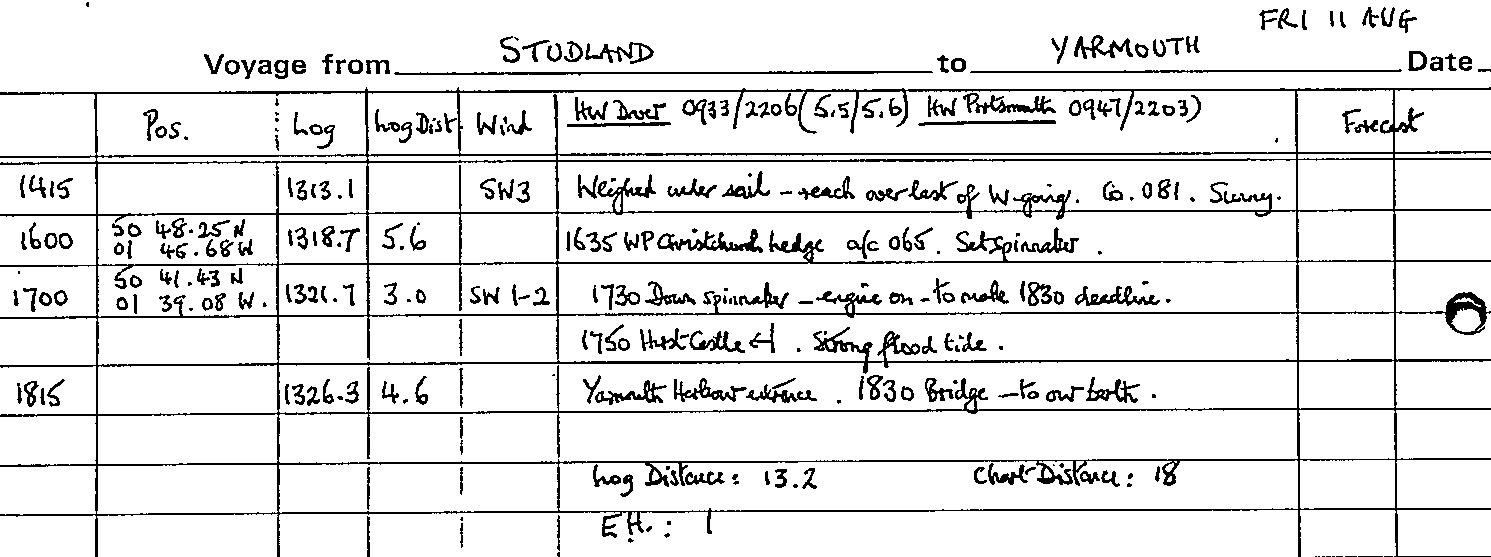 FRI 11 AUG
Voyage from STUDLAND to YARMOUTH Date
Pos. Log Log Dist Wind HW Dover 0933/2206 (5.5/5.6) HW Portsmouth 0947/2203) Forecast
1415 1313.1 SW3 Weighed under sail – reach over last of W-going. Co. 081. Sunny.
50 48.25 N
1600 01 45.68 W 1318.7 5.6 1635 WP Christchurch ledge a/c 065. Set Spinnaker.
50 41.43 N
1700 01 39.08 W. 1321.7 3.0 SW 1-2 1730 Down spinnaker – engine on – to make 1830 deadline.
1750 Hurst Castle. Strong flood tide.
1815 1326.3 4.6 Yarmouth Harbour entrance. 1830 Bridge – to our berth.
Log Distance: 13.2 Chart Distance: 18
E.H.: 1